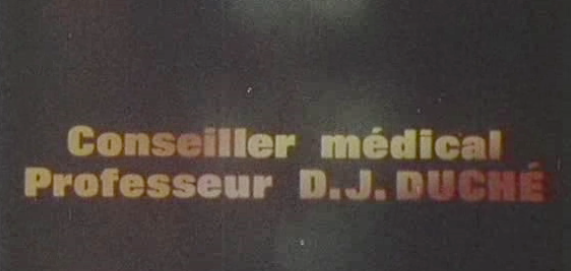 Conseiller médical
Professeur D.J. DUCHÉ